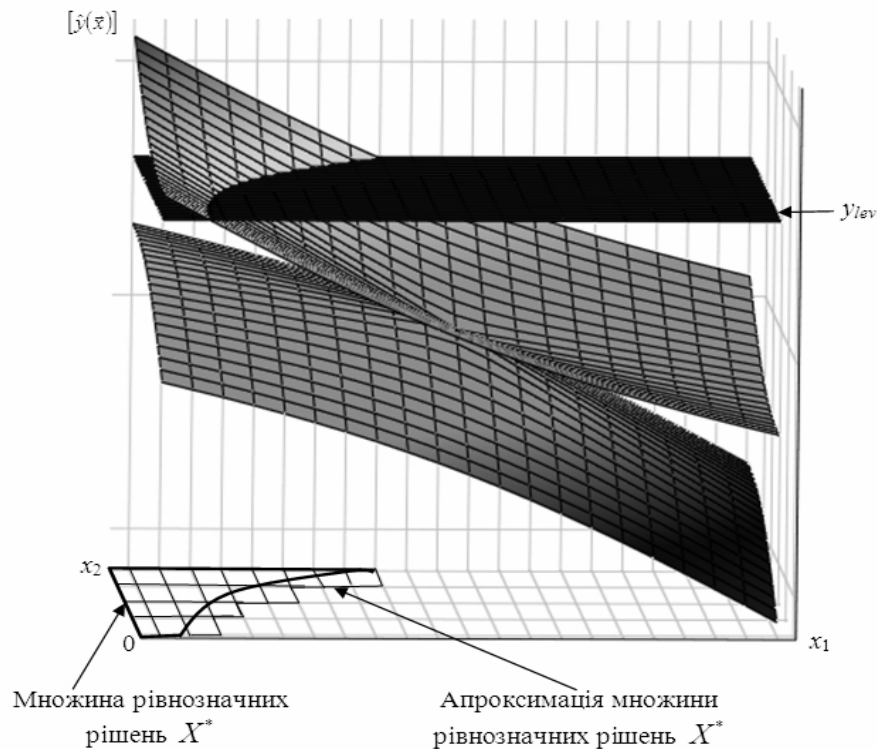 [ŷ(x⃗)]
y_lev
x₂
0
x₁
Множина рівнозначних
рішень X*
Апроксимація множини
рівнозначних рішень X*